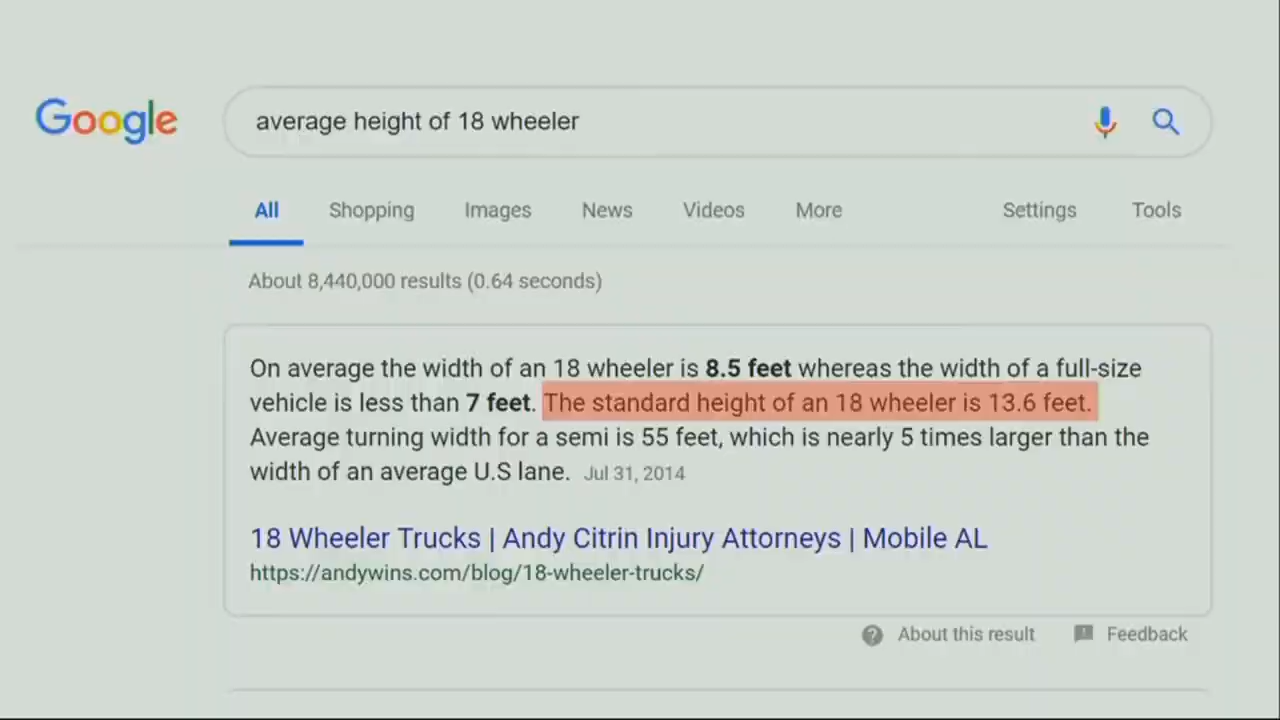 Google
average height of 18 wheeler
All Shopping Images News Videos More Settings Tools
About 8,440,000 results (0.64 seconds)
On average the width of an 18 wheeler is 8.5 feet whereas the width of a full-size
vehicle is less than 7 feet. The standard height of an 18 wheeler is 13.6 feet.
Average turning width for a semi is 55 feet, which is nearly 5 times larger than the
width of an average U.S lane. Jul 31, 2014
18 Wheeler Trucks | Andy Citrin Injury Attorneys | Mobile AL
https://andywins.com/blog/18-wheeler-trucks/
About this result Feedback